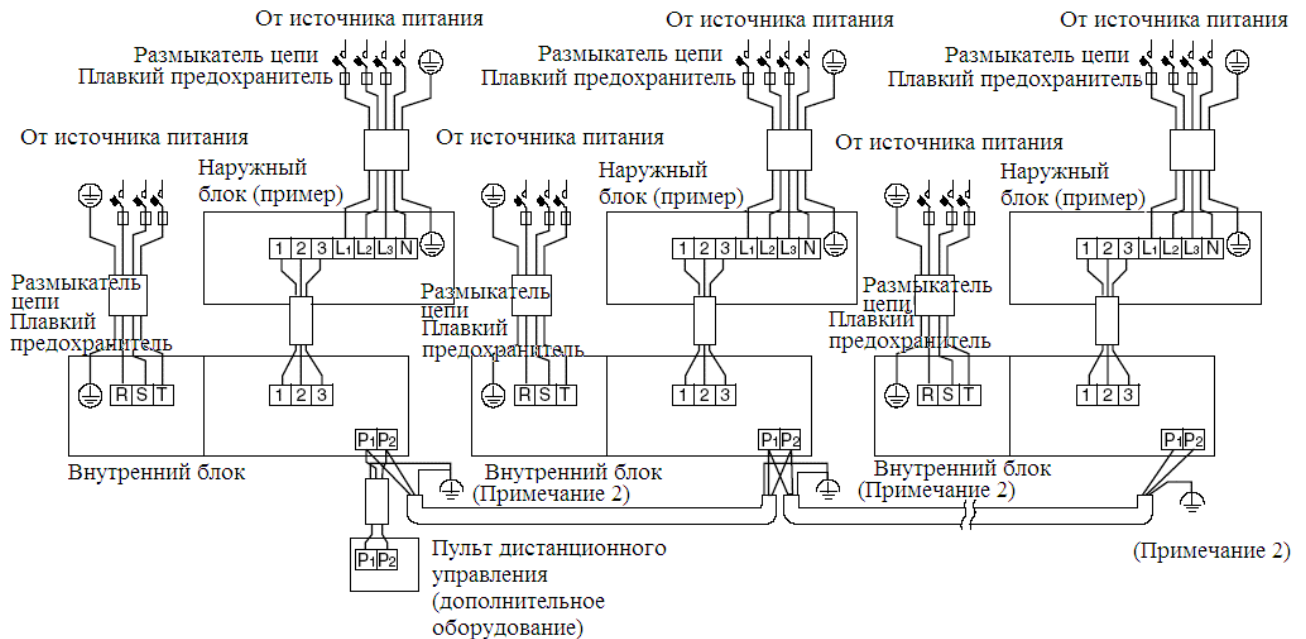 От источника питания
От источника питания
От источника питания
Размыкатель цепи
Плавкий предохранитель
Размыкатель цепи
Плавкий предохранитель
Размыкатель цепи
Плавкий предохранитель
От источника питания
От источника питания
От источника питания
Наружный
блок (пример)
Наружный
блок (пример)
Наружный
блок (пример)
1 2 3 L1 L2 L3 N
1 2 3 L1 L2 L3 N
1 2 3 L1 L2 L3 N
Размыкатель
цепи
Плавкий
предохранитель
Размыкатель
цепи
Плавкий
предохранитель
Размыкатель
цепи
Плавкий
предохранитель
R S T
1 2 3
R S T
1 2 3
R S T
1 2 3
P1 P2
P1 P2
P1 P2
Внутренний блок
Внутренний блок
(Примечание 2)
Внутренний блок
(Примечание 2)
P1 P2
Пульт дистанционного
управления
(дополнительное
оборудование)
(Примечание 2)